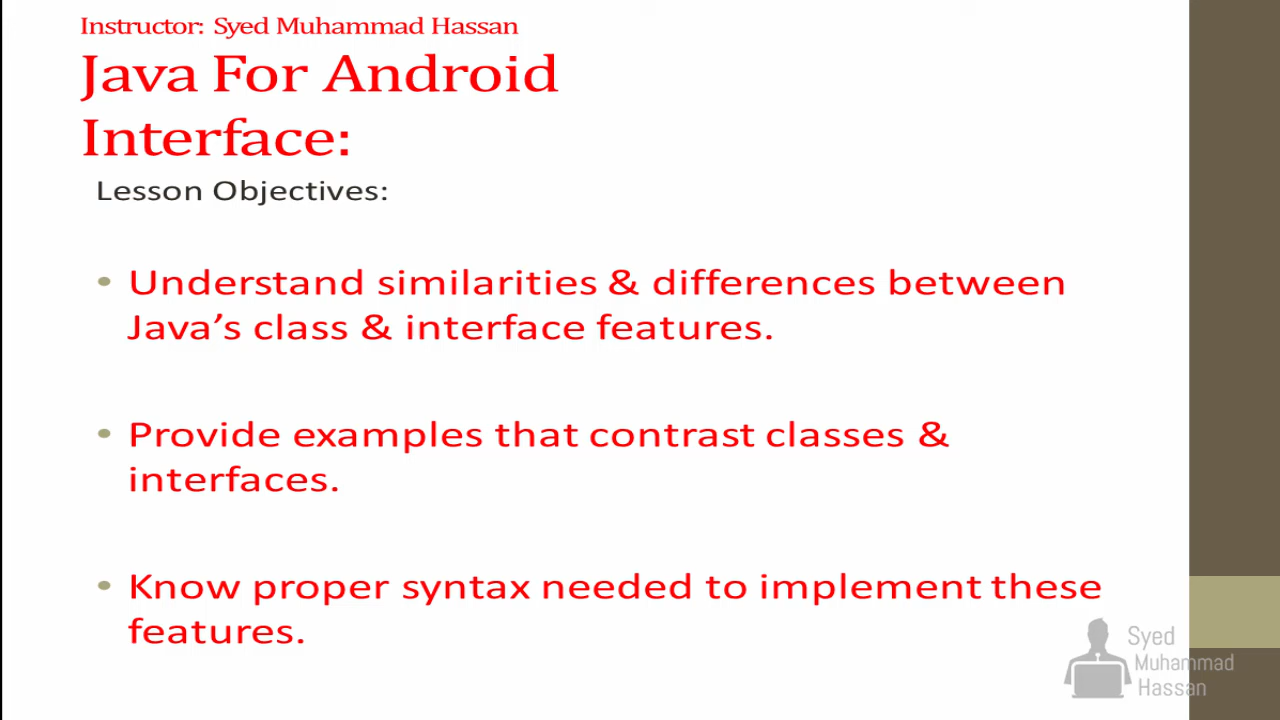 Instructor: Syed Muhammad Hassan
Java For Android
Interface:
Lesson Objectives:
• Understand similarities & differences between
Java’s class & interface features.
• Provide examples that contrast classes &
interfaces.
• Know proper syntax needed to implement these
features.
Syed
Muhammad
Hassan